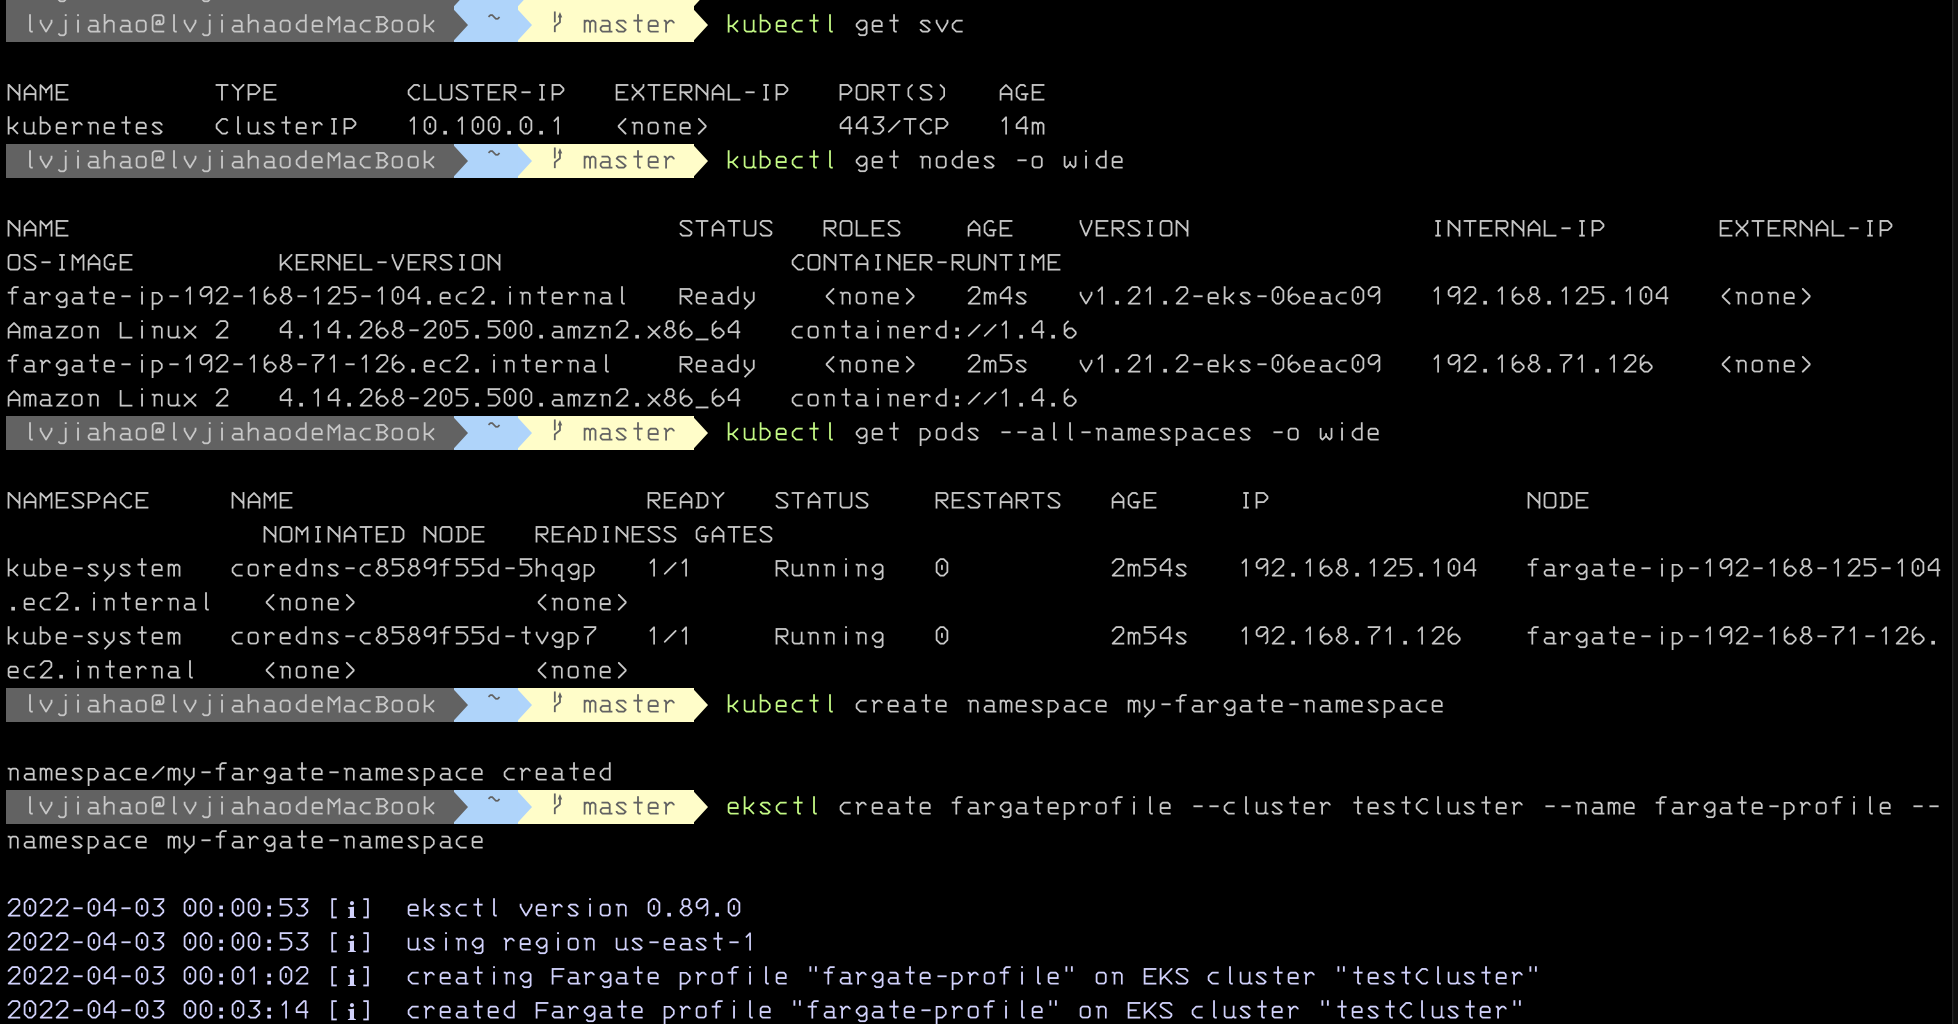 lvjiahao@lvjiahaodeMacBook ~ master kubectl get svc
NAME TYPE CLUSTER-IP EXTERNAL-IP PORT(S) AGE
kubernetes ClusterIP 10.100.0.1 <none> 443/TCP 14m
lvjiahao@lvjiahaodeMacBook ~ master kubectl get nodes -o wide
NAME STATUS ROLES AGE VERSION INTERNAL-IP EXTERNAL-IP
OS-IMAGE KERNEL-VERSION CONTAINER-RUNTIME
fargate-ip-192-168-125-104.ec2.internal Ready <none> 2m4s v1.21.2-eks-06eac09 192.168.125.104 <none>
Amazon Linux 2 4.14.268-205.500.amzn2.x86_64 containerd://1.4.6
fargate-ip-192-168-71-126.ec2.internal Ready <none> 2m5s v1.21.2-eks-06eac09 192.168.71.126 <none>
Amazon Linux 2 4.14.268-205.500.amzn2.x86_64 containerd://1.4.6
lvjiahao@lvjiahaodeMacBook ~ master kubectl get pods --all-namespaces -o wide
NAMESPACE NAME READY STATUS RESTARTS AGE IP NODE
NOMINATED NODE READINESS GATES
kube-system coredns-c8589f55d-5hqgp 1/1 Running 0 2m54s 192.168.125.104 fargate-ip-192-168-125-104
.ec2.internal <none> <none>
kube-system coredns-c8589f55d-tvgp7 1/1 Running 0 2m54s 192.168.71.126 fargate-ip-192-168-71-126.
ec2.internal <none> <none>
lvjiahao@lvjiahaodeMacBook ~ master kubectl create namespace my-fargate-namespace
namespace/my-fargate-namespace created
lvjiahao@lvjiahaodeMacBook ~ master eksctl create fargateprofile --cluster testCluster --name fargate-profile --
namespace my-fargate-namespace
2022-04-03 00:00:53 [ℹ] eksctl version 0.89.0
2022-04-03 00:00:53 [ℹ] using region us-east-1
2022-04-03 00:01:02 [ℹ] creating Fargate profile "fargate-profile" on EKS cluster "testCluster"
2022-04-03 00:03:14 [ℹ] created Fargate profile "fargate-profile" on EKS cluster "testCluster"